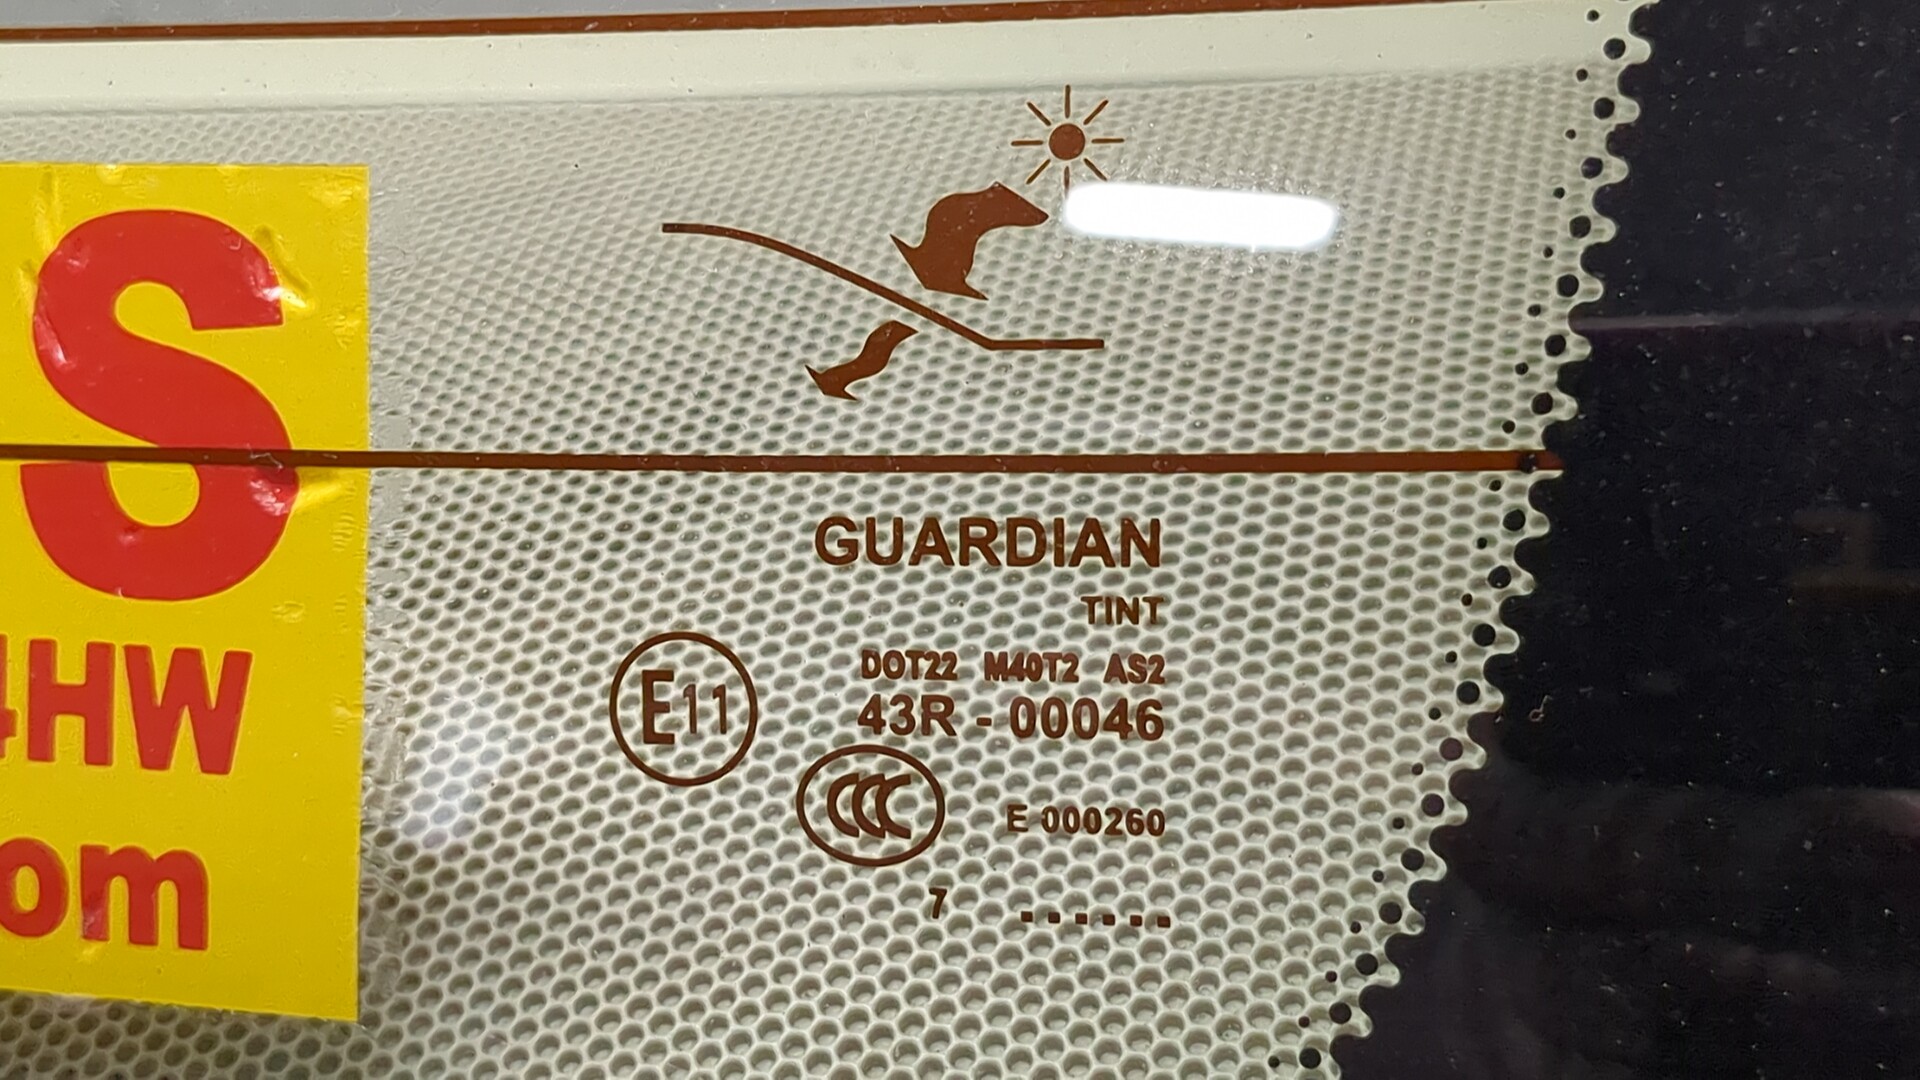 S
4HW
om
GUARDIAN
TINT
DOT22 M40T2 AS2
E11
43R - 00046
CCC
E 000260
7 ......